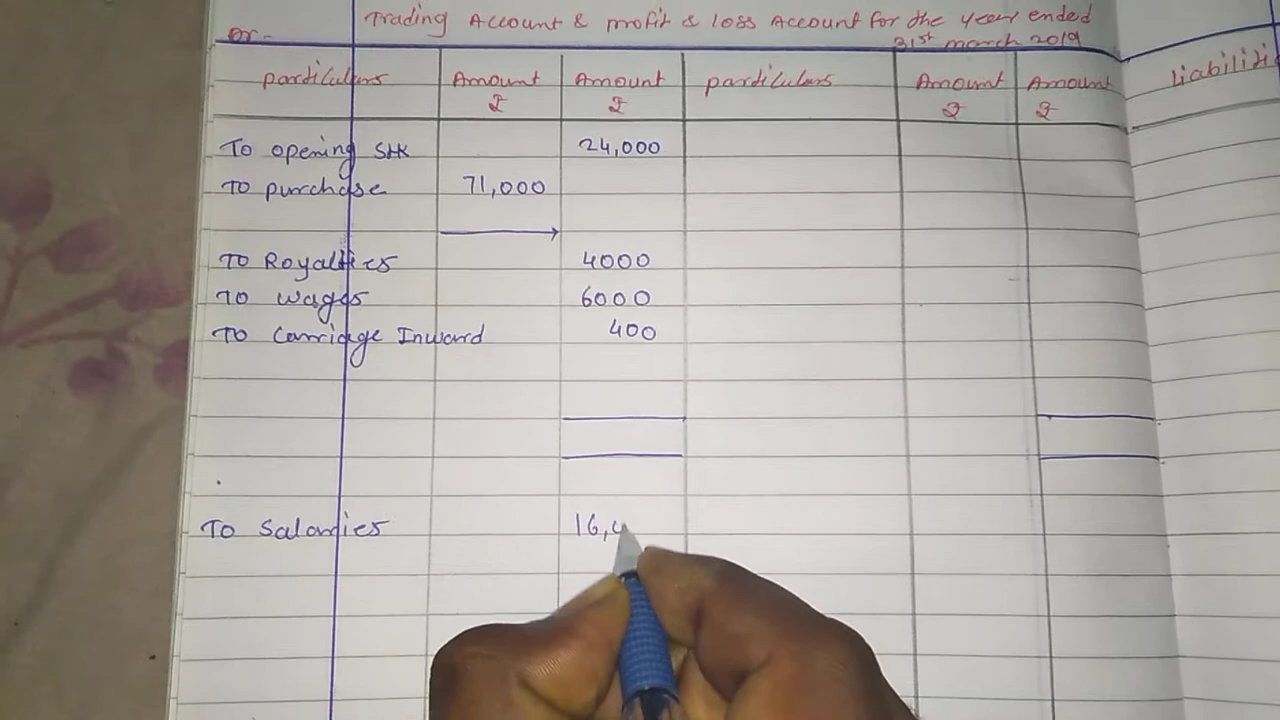 Trading Account & profit & loss Account for the year ended
Dr- 31st march 2019
particulars Amount ₹ Amount ₹ particulars Amount ₹ Amount ₹
To opening Stk 24,000
To purchase 71,000
To Royalties 4000
To wages 6000
To Carriage Inward 400
To Salaries 16,